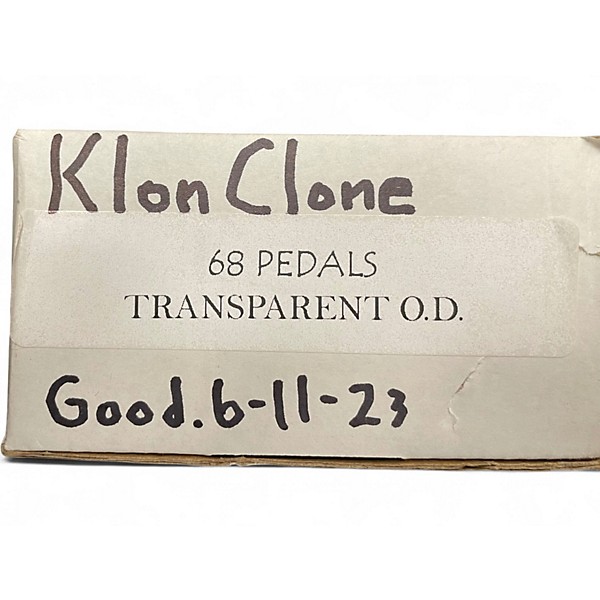 Klon Clone
68 PEDALS
TRANSPARENT O.D.
Good. 6-11-23